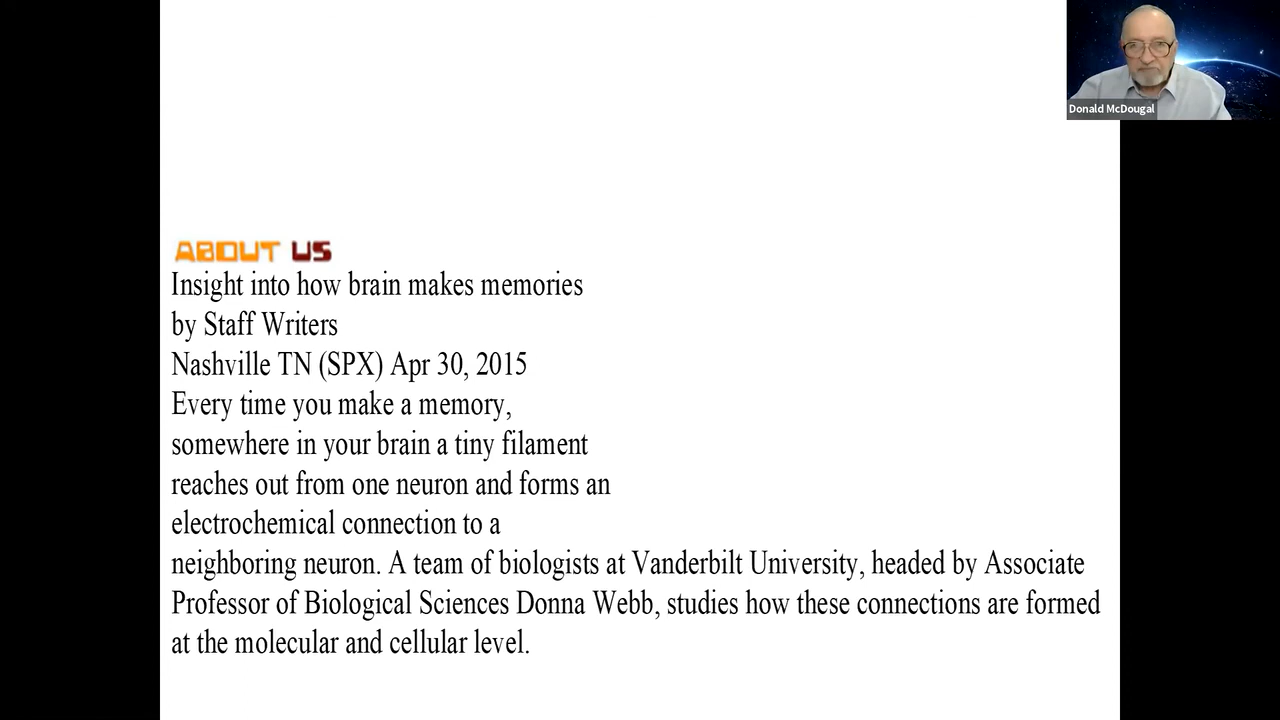 ABOUT US
Insight into how brain makes memories
by Staff Writers
Nashville TN (SPX) Apr 30, 2015
Every time you make a memory,
somewhere in your brain a tiny filament
reaches out from one neuron and forms an
electrochemical connection to a
neighboring neuron. A team of biologists at Vanderbilt University, headed by Associate
Professor of Biological Sciences Donna Webb, studies how these connections are formed
at the molecular and cellular level.
Donald McDougal